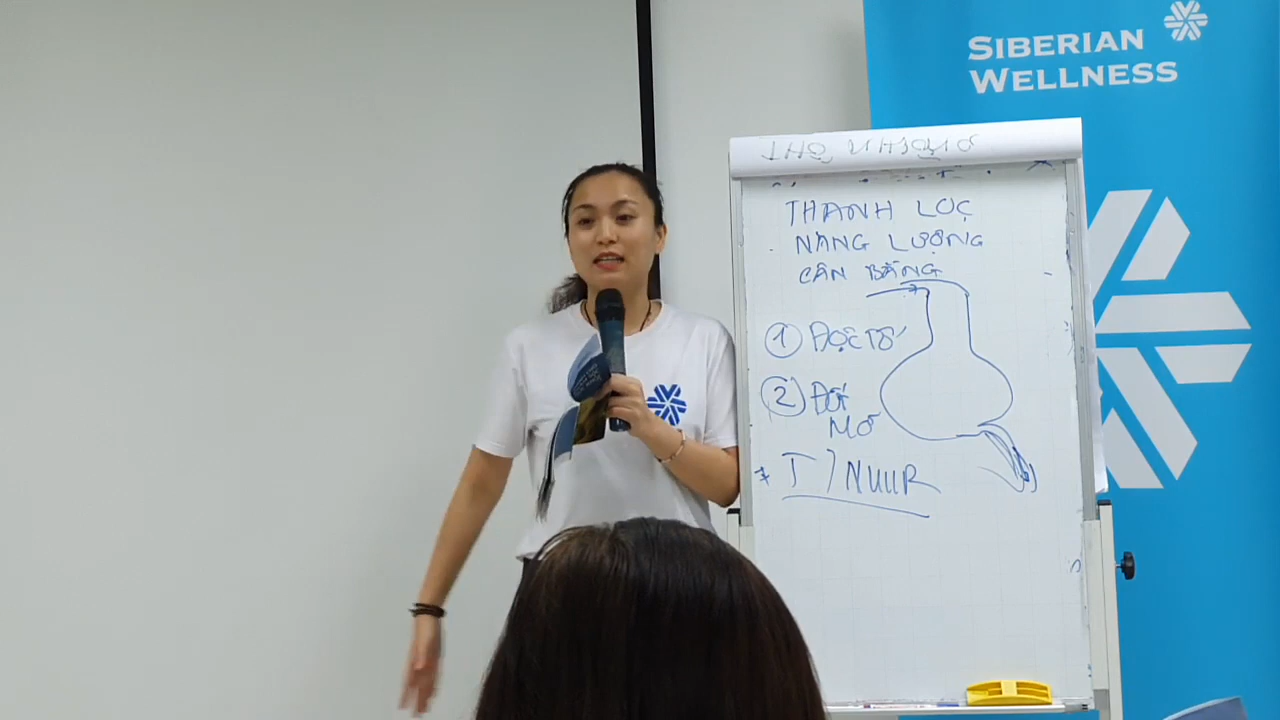 SIBERIAN
WELLNESS
THANH LỌC
NĂNG LƯỢNG
CÂN BẰNG
① ĐỘC TỐ
② ĐỐT
MỠ
* T/NUUR